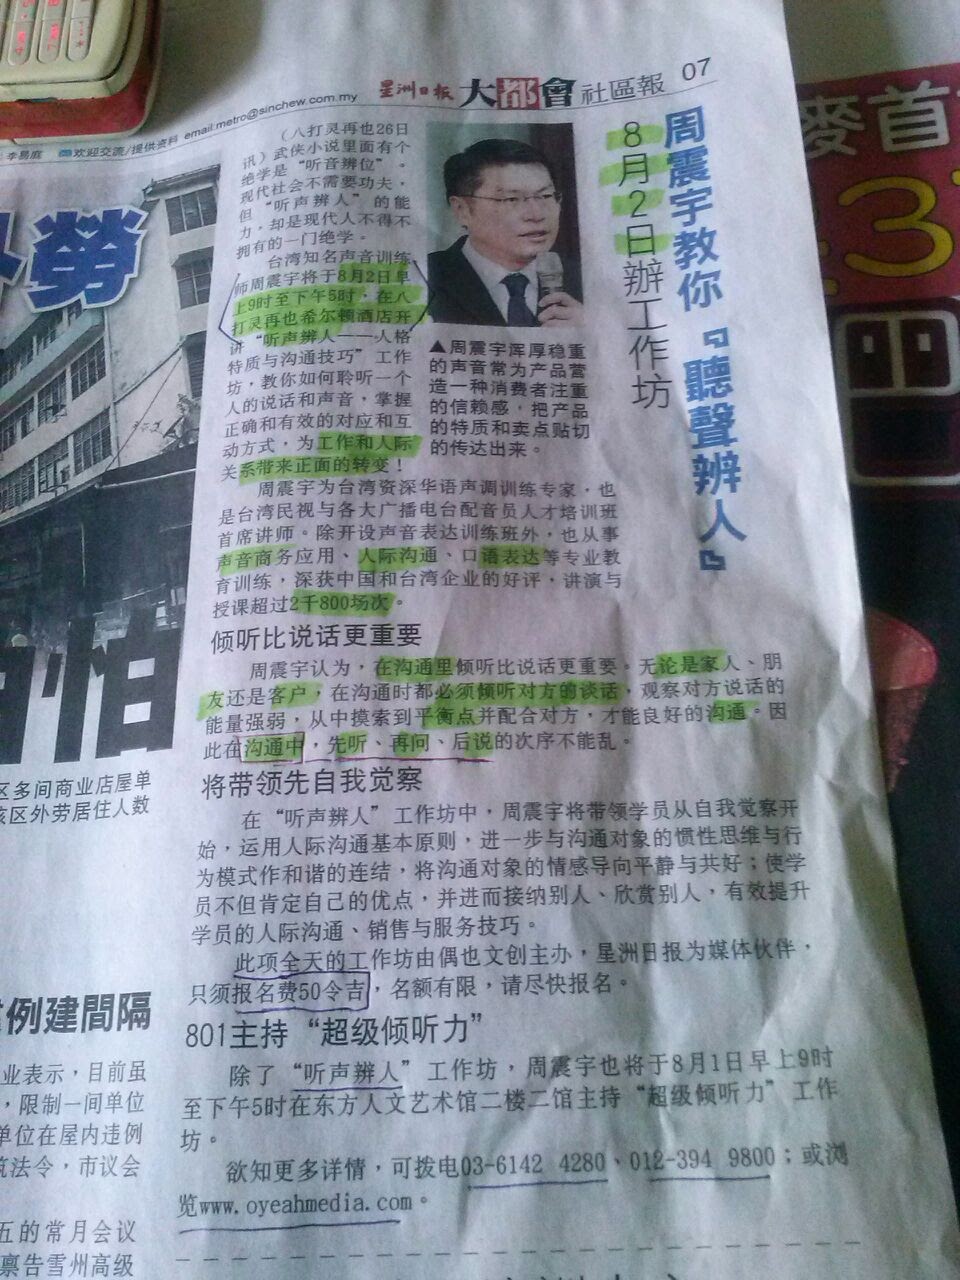 星洲日报 大都會 社區報 07
email:metro@sinchew.com.my
欢迎交流/提供资料
李易庭
周震宇教你『聽聲辨人』
8月2日辦工作坊
（八打灵再也26日
讯）武侠小说里面有个
绝学是“听音辨位”。
现代社会不需要功夫，
但“听声辨人”的能
力，却是现代人不得不
拥有的一门绝学。
台湾知名声音训练
师周震宇将于8月2日早
上9时至下午5时，在八
打灵再也希尔顿酒店开
讲“听声辨人——人格
特质与沟通技巧”工作
坊，教你如何聆听一个
人的说话和声音，掌握
正确和有效的对应和互
动方式，为工作和人际
关系带来正面的转变！
▲周震宇浑厚稳重
的声音常为产品营
造一种消费者注重
的信赖感，把产品
的特质和卖点贴切
的传达出来。
周震宇为台湾资深华语声调训练专家，也
是台湾民视与各大广播电台配音员人才培训班
首席讲师。除开设声音表达训练班外，也从事
声音商务应用、人际沟通、口语表达等专业教
育训练，深获中国和台湾企业的好评，讲演与
授课超过2千800场次。
倾听比说话更重要
周震宇认为，在沟通里倾听比说话更重要。无论是家人、朋
友还是客户，在沟通时都必须倾听对方的谈话，观察对方说话的
能量强弱，从中摸索到平衡点并配合对方，才能良好的沟通。因
此在沟通中，先听、再问、后说的次序不能乱。
将带领先自我觉察
在“听声辨人”工作坊中，周震宇将带领学员从自我觉察开
始，运用人际沟通基本原则，进一步与沟通对象的惯性思维与行
为模式作和谐的连结，将沟通对象的情感导向平静与共好；使学
员不但肯定自己的优点，并进而接纳别人、欣赏别人，有效提升
学员的人际沟通、销售与服务技巧。
此项全天的工作坊由偶也文创主办，星洲日报为媒体伙伴，
只须报名费50令吉，名额有限，请尽快报名。
801主持“超级倾听力”
除了“听声辨人”工作坊，周震宇也将于8月1日早上9时
至下午5时在东方人文艺术馆二楼二馆主持“超级倾听力”工作
坊。
欲知更多详情，可拨电03-6142 4280、012-394 9800；或浏
览www.oyeahmedia.com。
外勞
怕
区多间商业店屋单
该区外劳居住人数
例建間隔
业表示，目前虽
，限制一间单位
单位在屋内违例
筑法令，市议会
五的常月会议
禀告雪州高级
麥首